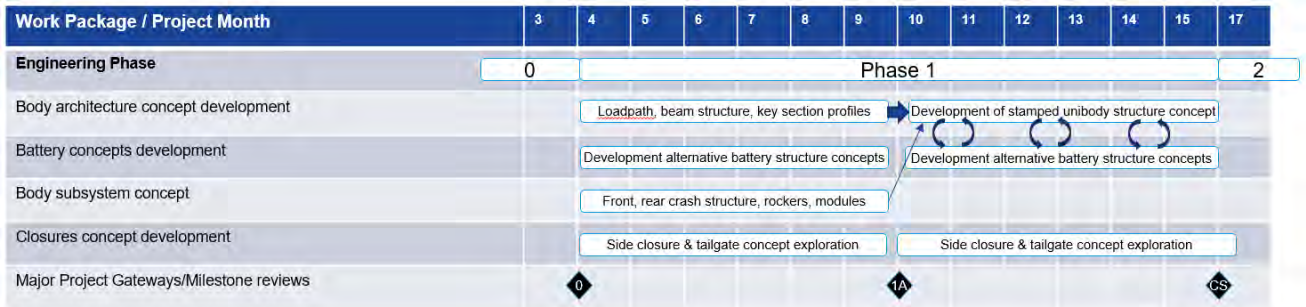 Work Package / Project Month 3 4 5 6 7 8 9 10 11 12 13 14 15 17
Engineering Phase 0 Phase 1 2
Body architecture concept development Loadpath, beam structure, key section profiles Development of stamped unibody structure concept
Battery concepts development Development alternative battery structure concepts Development alternative battery structure concepts
Body subsystem concept Front, rear crash structure, rockers, modules
Closures concept development Side closure & tailgate concept exploration Side closure & tailgate concept exploration
Major Project Gateways/Milestone reviews 0 1A CS